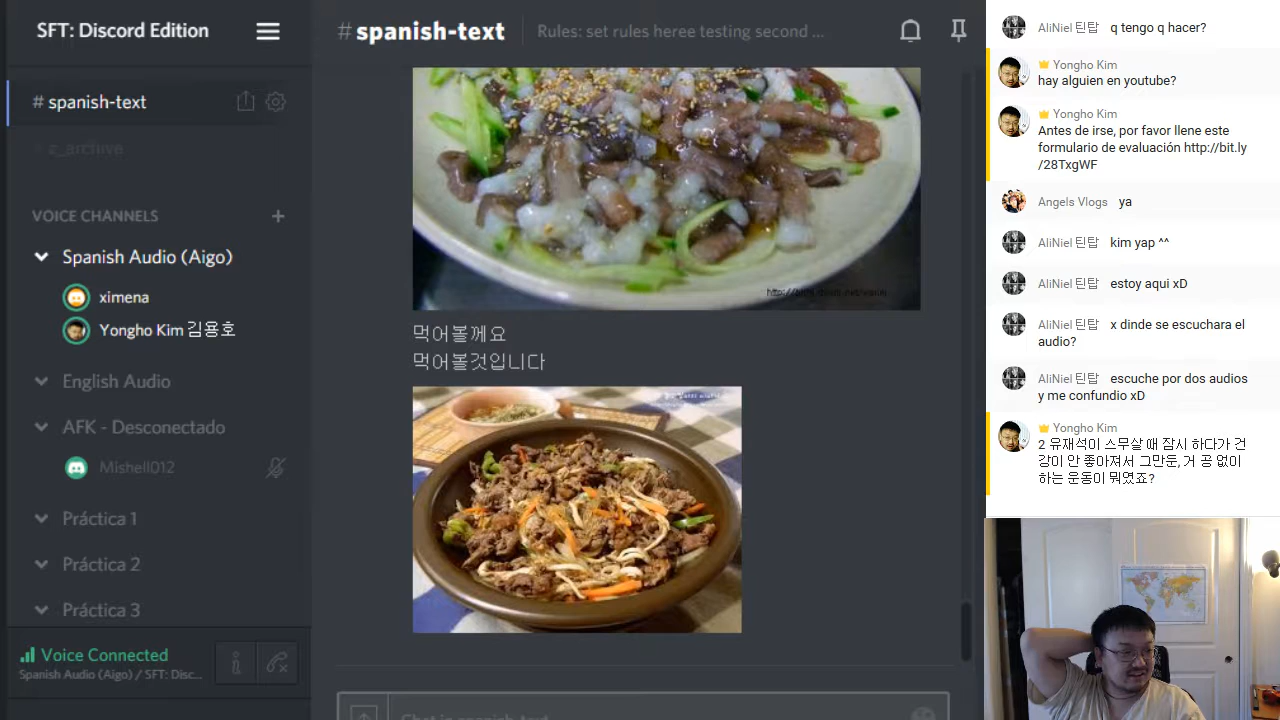 SFT: Discord Edition
# spanish-text
VOICE CHANNELS
Spanish Audio (Aigo)
ximena
Yongho Kim 김용호
English Audio
AFK - Desconectado
Mishell012
Práctica 1
Práctica 2
Práctica 3
Voice Connected
Spanish Audio (Aigo) / SFT: Disc...
#spanish-text
Rules: set rules heree testing second ...
먹어볼께요
먹어볼것입니다
Chat in spanish-text
AliNiel 틴탑 q tengo q hacer?
Yongho Kim
hay alguien en youtube?
Yongho Kim
Antes de irse, por favor llene este
formulario de evaluación http://bit.ly
/28TxgWF
Angels Vlogs ya
AliNiel 틴탑 kim yap ^^
AliNiel 틴탑 estoy aqui xD
AliNiel 틴탑 x dinde se escuchara el
audio?
AliNiel 틴탑 escuche por dos audios
y me confundio xD
Yongho Kim
2 유재석이 스무살 때 잠시 하다가 건
강이 안 좋아져서 그만둔, 거 공 없이
하는 운동이 뭐였죠?